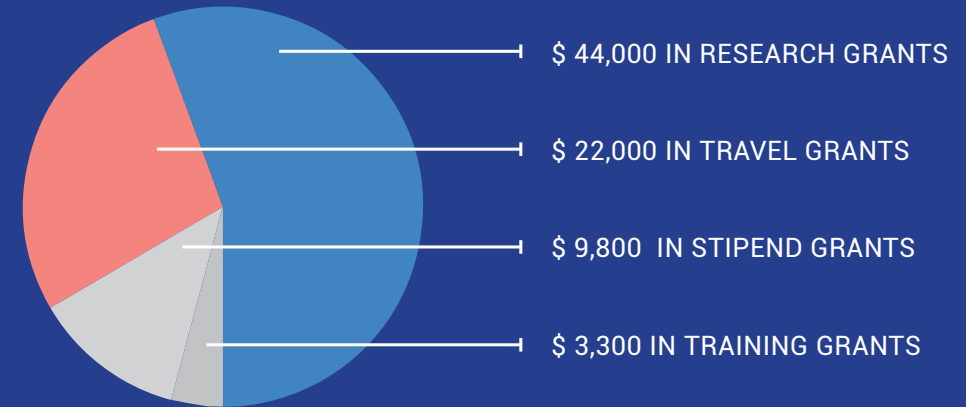 $ 44,000 IN RESEARCH GRANTS
$ 22,000 IN TRAVEL GRANTS
$ 9,800 IN STIPEND GRANTS
$ 3,300 IN TRAINING GRANTS